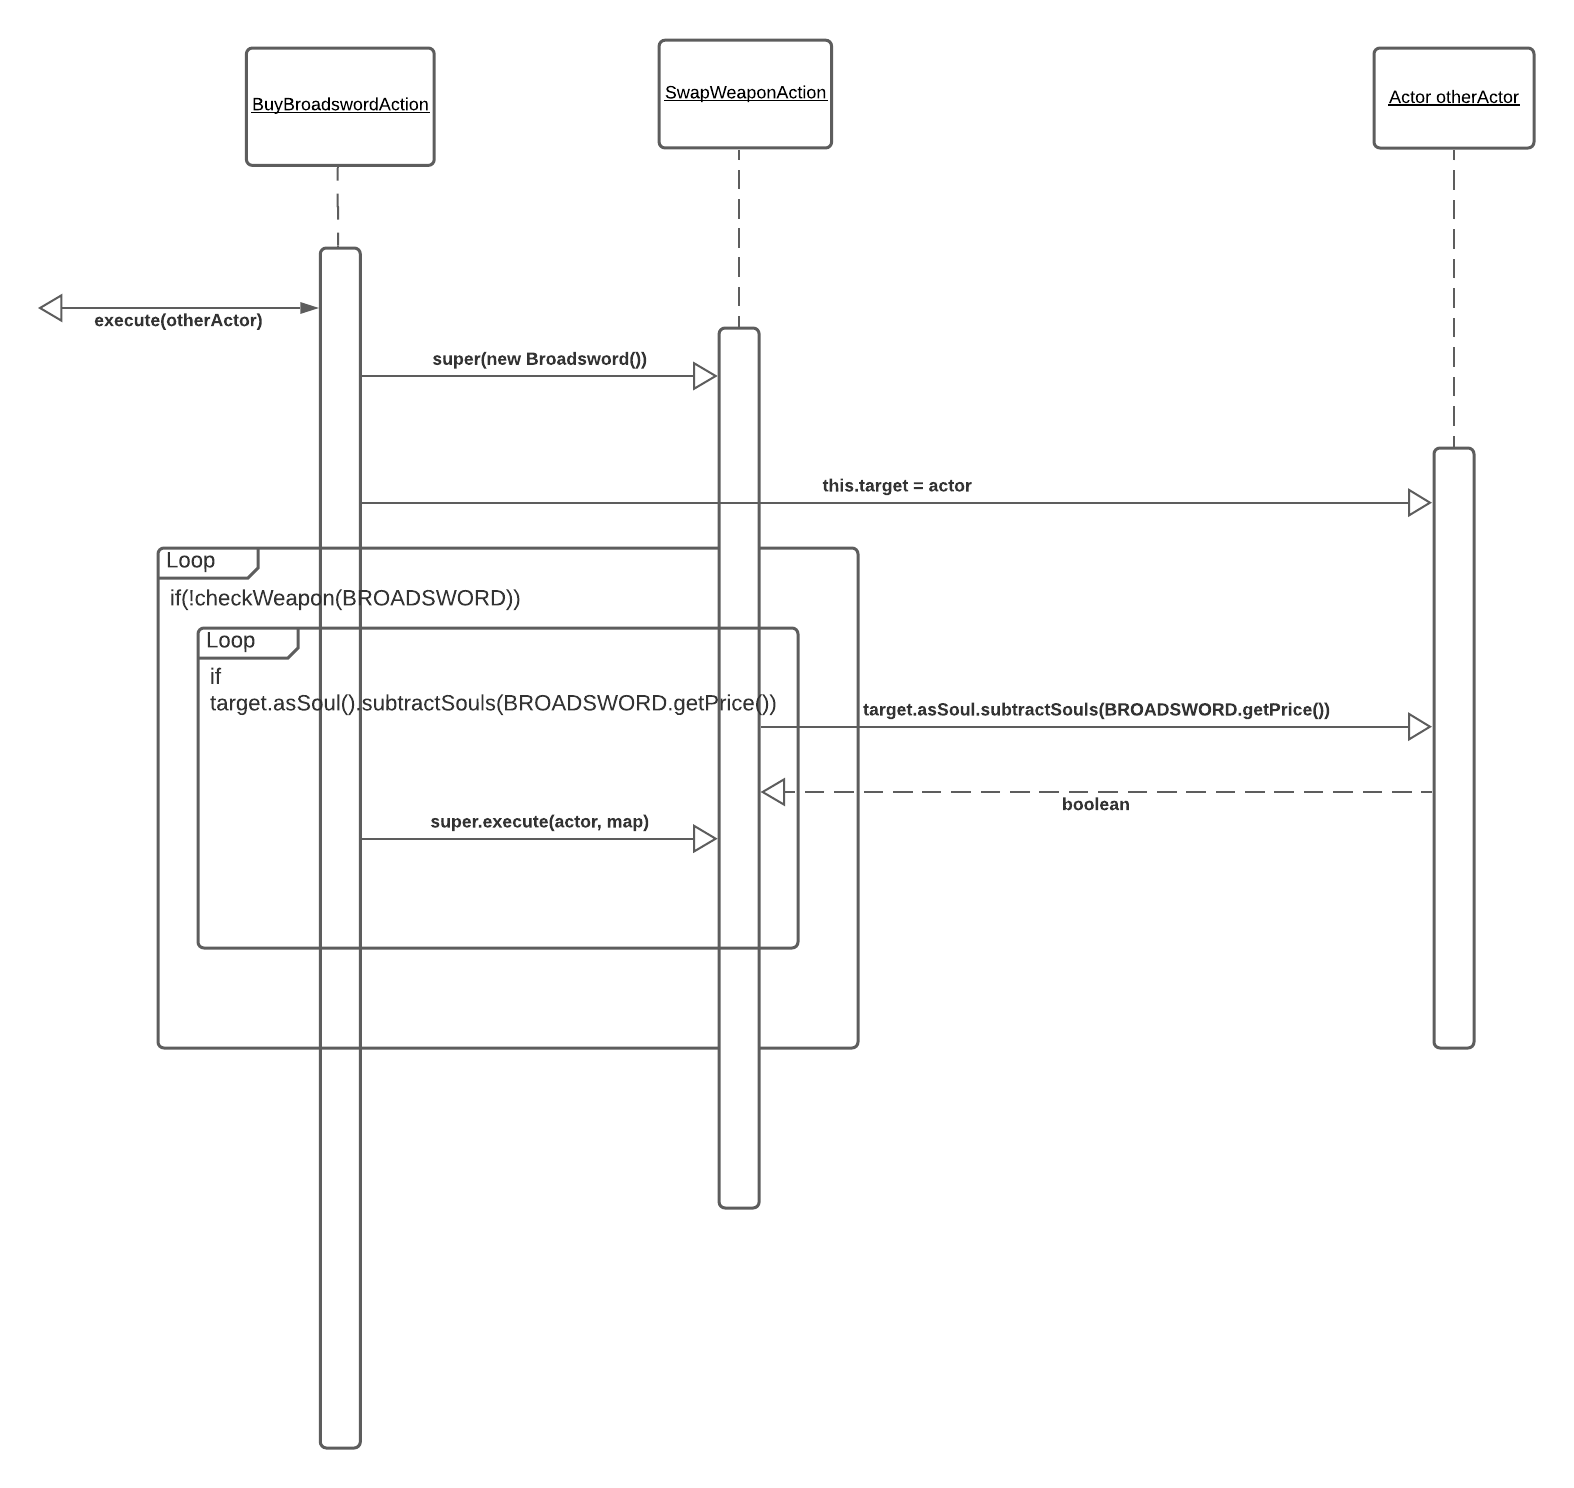 BuyBroadswordAction
SwapWeaponAction
Actor otherActor
execute(otherActor)
super(new Broadsword())
this.target = actor
Loop
if(!checkWeapon(BROADSWORD))
Loop
if
target.asSoul().subtractSouls(BROADSWORD.getPrice())
target.asSoul.subtractSouls(BROADSWORD.getPrice())
boolean
super.execute(actor, map)